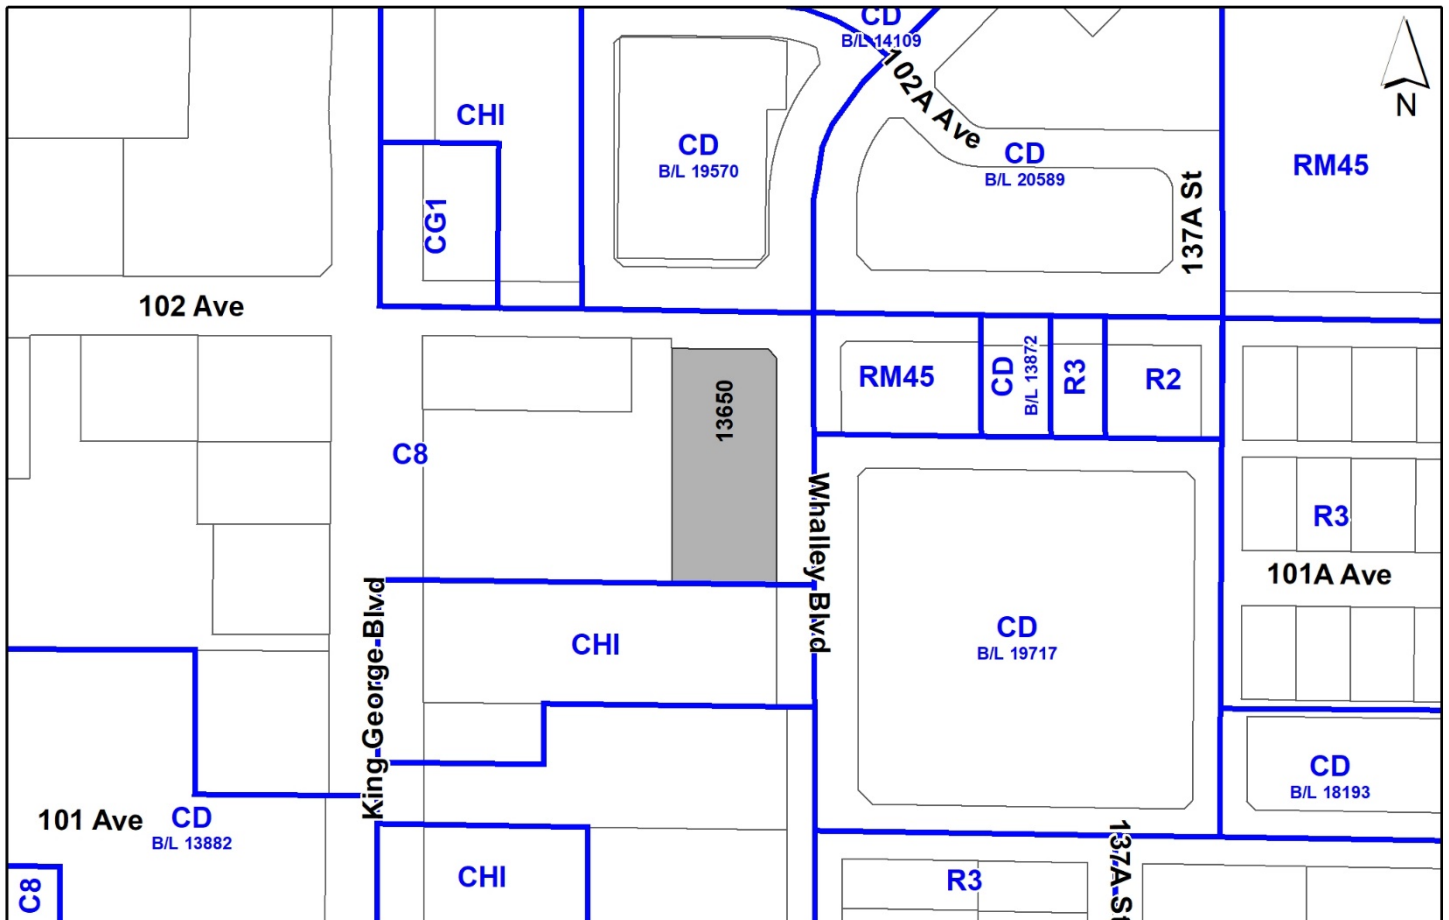 CD
B/L 14109
102A Ave
N
CHI
CD
B/L 19570
CD
B/L 20589
RM45
CG1
137A St
102 Ave
RM45
CD
B/L 13872
R3
R2
13650
C8
Whalley Blvd
R3
101A Ave
King George Blvd
CHI
CD
B/L 19717
CD
B/L 18193
101 Ave
CD
B/L 13882
137A St
C8
CHI
R3